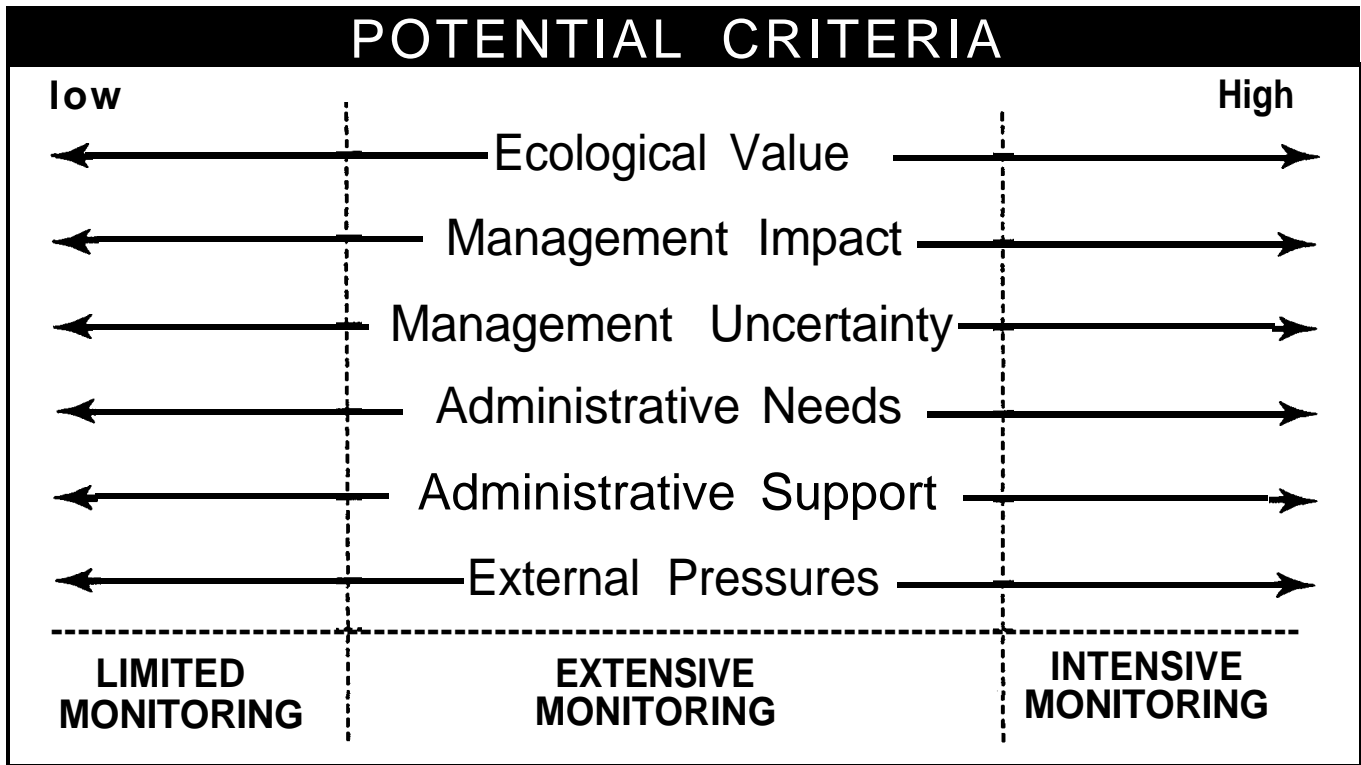 POTENTIAL CRITERIA
low High
Ecological Value
Management Impact
Management Uncertainty
Administrative Needs
Administrative Support
External Pressures
LIMITED
MONITORING
EXTENSIVE
MONITORING
INTENSIVE
MONITORING